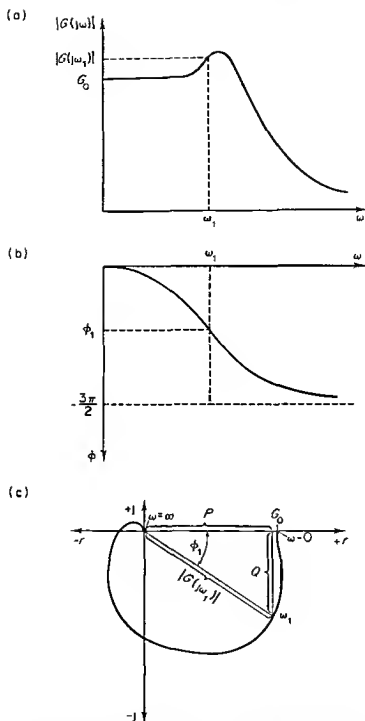 (a)
|G(jω)|
|G(jω₁)|
G₀
ω₁
ω
(b)
ω₁
ω
ϕ₁
-3π/2
ϕ
(c)
+j
ω=∞
P
G₀
-r
ω=0
+r
ϕ₁
Q
|G(jω₁)|
ω₁
-j